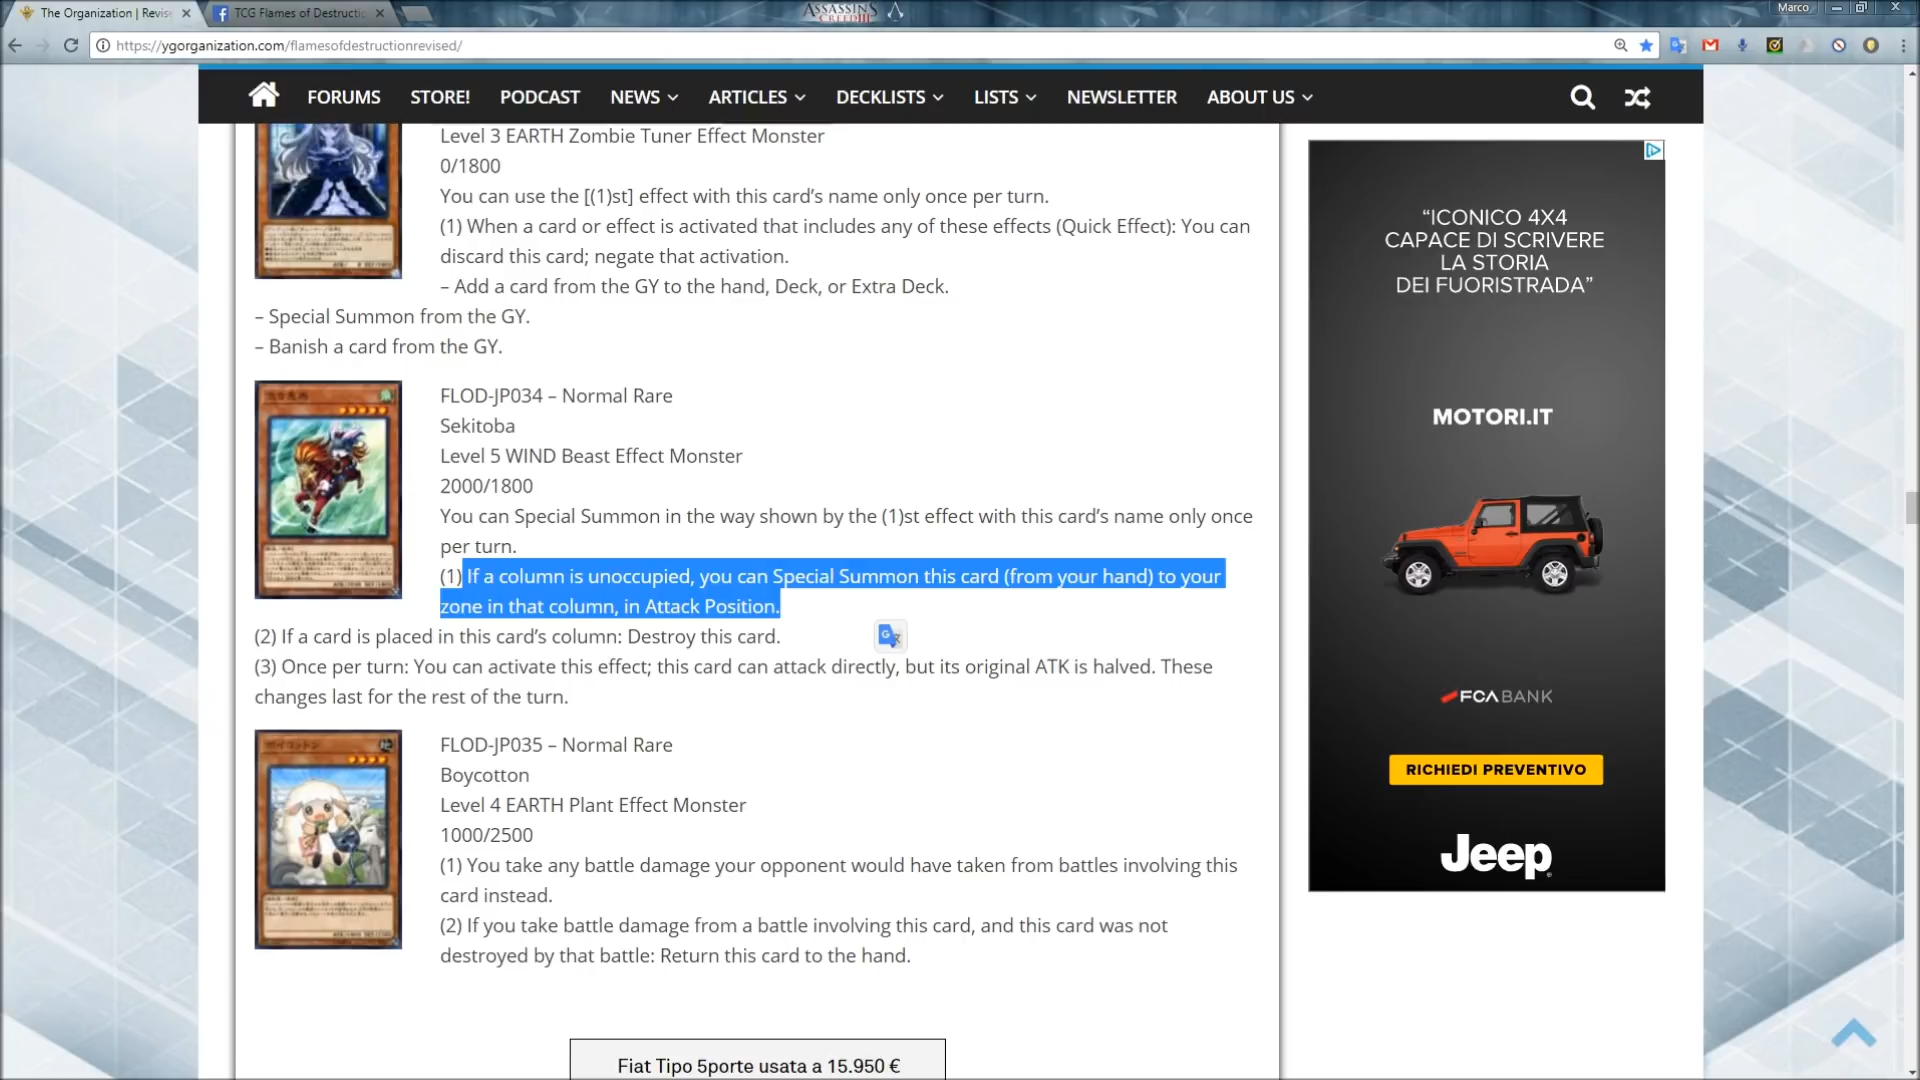 The Organization | Revise
TCG Flames of Destructio
ASSASSIN'S
CREED III
Marco
https://ygorganization.com/flamesofdestructionrevised/
FORUMS STORE! PODCAST NEWS ARTICLES DECKLISTS LISTS NEWSLETTER ABOUT US
Level 3 EARTH Zombie Tuner Effect Monster
0/1800
You can use the [(1)st] effect with this card’s name only once per turn.
(1) When a card or effect is activated that includes any of these effects (Quick Effect): You can
discard this card; negate that activation.
– Add a card from the GY to the hand, Deck, or Extra Deck.
– Special Summon from the GY.
– Banish a card from the GY.
FLOD-JP034 – Normal Rare
Sekitoba
Level 5 WIND Beast Effect Monster
2000/1800
You can Special Summon in the way shown by the (1)st effect with this card’s name only once
per turn.
(1) If a column is unoccupied, you can Special Summon this card (from your hand) to your
zone in that column, in Attack Position.
(2) If a card is placed in this card’s column: Destroy this card.
(3) Once per turn: You can activate this effect; this card can attack directly, but its original ATK is halved. These
changes last for the rest of the turn.
ボイコットン
FLOD-JP035 – Normal Rare
Boycotton
Level 4 EARTH Plant Effect Monster
1000/2500
(1) You take any battle damage your opponent would have taken from battles involving this
card instead.
(2) If you take battle damage from a battle involving this card, and this card was not
destroyed by that battle: Return this card to the hand.
Fiat Tipo 5porte usata a 15.950 €
“ICONICO 4X4
CAPACE DI SCRIVERE
LA STORIA
DEI FUORISTRADA”
MOTORI.IT
FCA BANK
RICHIEDI PREVENTIVO
Jeep